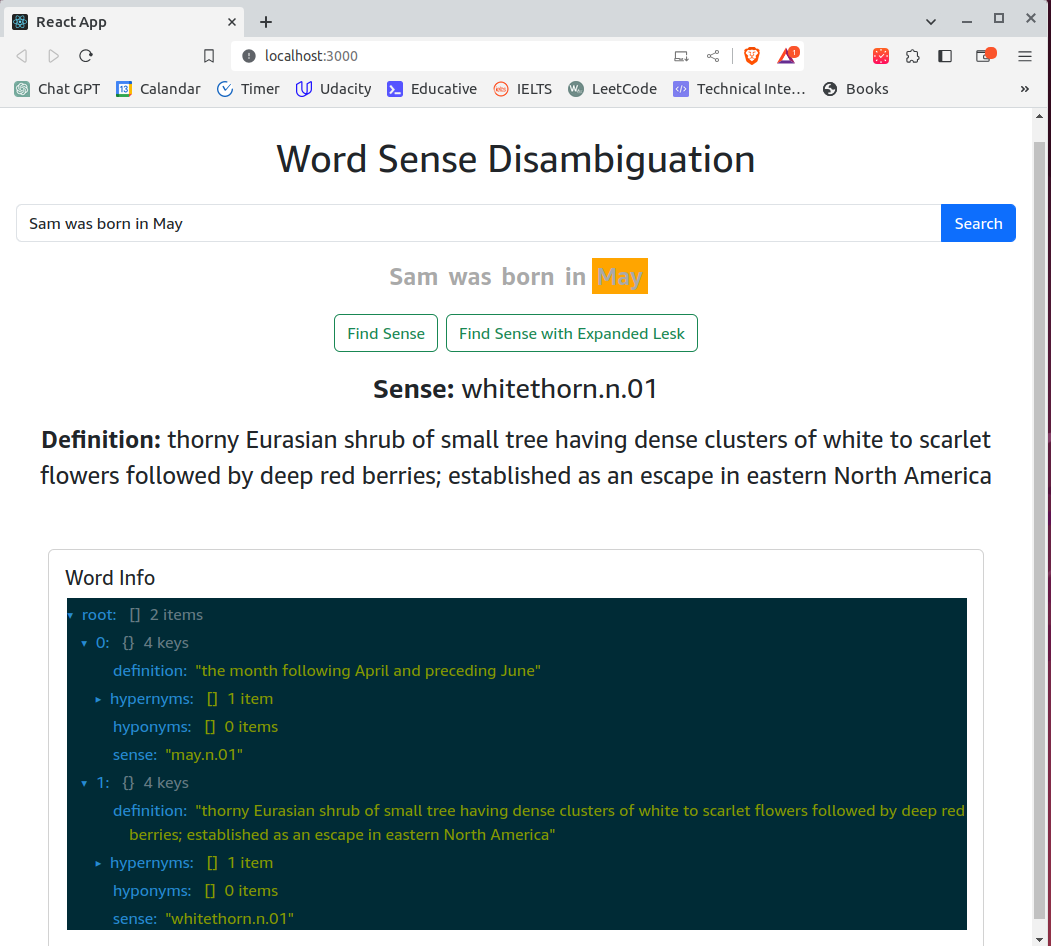 React App
localhost:3000
1
Chat GPT
13 Calandar
Timer
Udacity
Educative
IELTS
LeetCode
Technical Inte...
Books
»
Word Sense Disambiguation
Sam was born in May
Search
Sam was born in May
Find Sense
Find Sense with Expanded Lesk
Sense: whitethorn.n.01
Definition: thorny Eurasian shrub of small tree having dense clusters of white to scarlet
flowers followed by deep red berries; established as an escape in eastern North America
Word Info
root: [] 2 items
0: {} 4 keys
definition: "the month following April and preceding June"
hypernyms: [] 1 item
hyponyms: [] 0 items
sense: "may.n.01"
1: {} 4 keys
definition: "thorny Eurasian shrub of small tree having dense clusters of white to scarlet flowers followed by deep red
berries; established as an escape in eastern North America"
hypernyms: [] 1 item
hyponyms: [] 0 items
sense: "whitethorn.n.01"